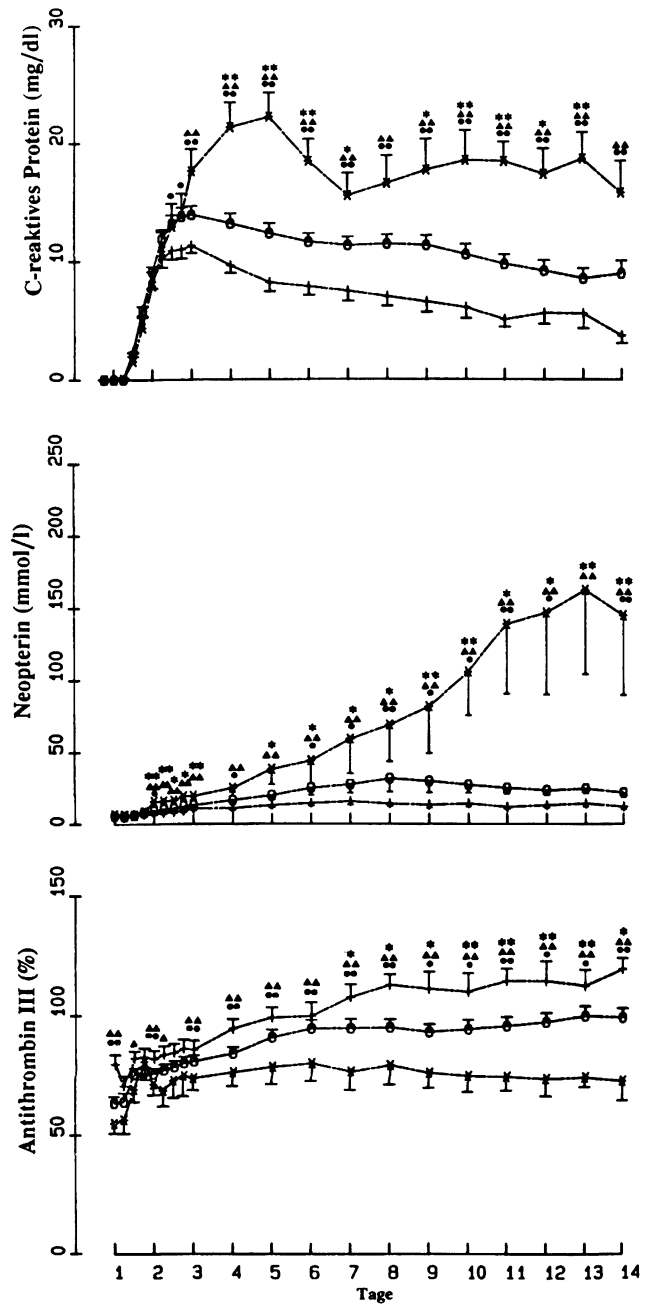 C-reaktives Protein (mg/dl)
30
20
10
0
Neopterin (mmol/l)
250
200
150
100
50
0
Antithrombin III (%)
150
100
50
0
1 2 3 4 5 6 7 8 9 10 11 12 13 14
Tage